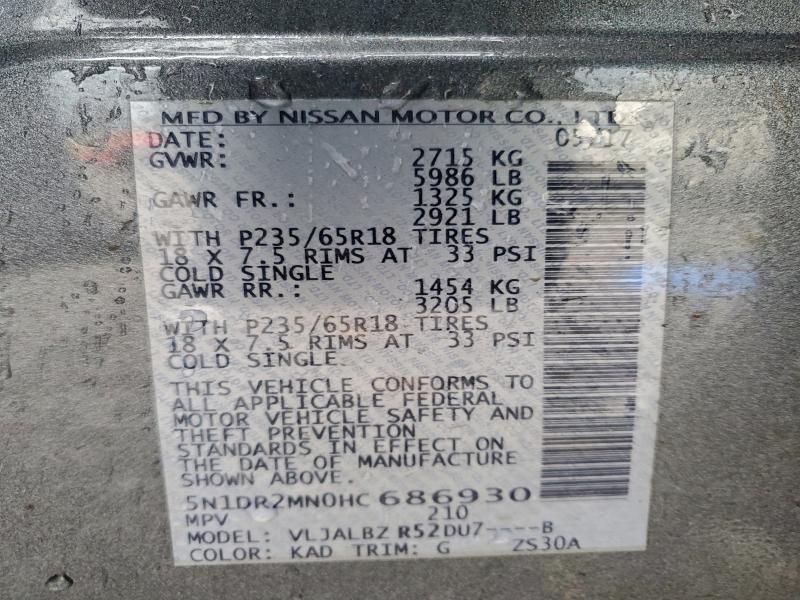 MFD BY NISSAN MOTOR CO., LTD
DATE: 05/17
GVWR: 2715 KG
5986 LB
GAWR FR.: 1325 KG
2921 LB
WITH P235/65R18 TIRES
18 X 7.5 RIMS AT 33 PSI
COLD SINGLE
GAWR RR.: 1454 KG
3205 LB
WITH P235/65R18 TIRES
18 X 7.5 RIMS AT 33 PSI
COLD SINGLE.
THIS VEHICLE CONFORMS TO
ALL APPLICABLE FEDERAL
MOTOR VEHICLE SAFETY AND
THEFT PREVENTION
STANDARDS IN EFFECT ON
THE DATE OF MANUFACTURE
SHOWN ABOVE.
5N1DR2MN0HC 686930
MPV 210
MODEL: VLJALBZ R52DU7----B
COLOR: KAD TRIM: G ZS30A